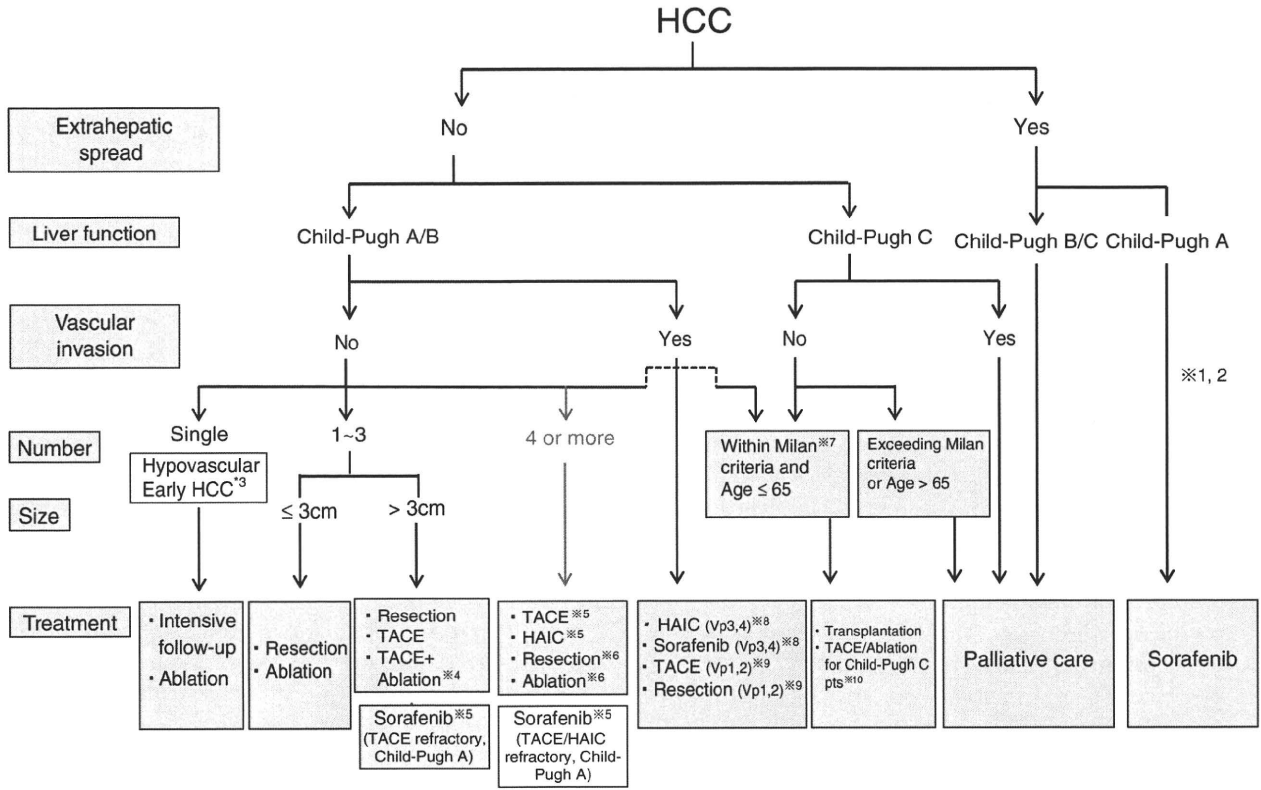 HCC
Extrahepatic
spread
No
Yes
Liver function
Child-Pugh A/B
Child-Pugh C
Child-Pugh B/C
Child-Pugh A
Vascular
invasion
No
Yes
No
Yes
※1, 2
Number
Single
1~3
4 or more
Hypovascular
Early HCC*3
Within Milan※7
criteria and
Age ≤ 65
Exceeding Milan
criteria
or Age > 65
Size
≤ 3cm
> 3cm
Treatment
・Intensive
follow-up
・Ablation
・Resection
・Ablation
・Resection
・TACE
・TACE+
Ablation※4
Sorafenib※5
(TACE refractory,
Child-Pugh A)
・TACE※5
・HAIC※5
・Resection※6
・Ablation※6
Sorafenib※5
(TACE/HAIC
refractory, Child-
Pugh A)
・HAIC (Vp3,4)※8
・Sorafenib (Vp3,4)※8
・TACE (Vp1,2)※9
・Resection (Vp1,2)※9
・Transplantation
・TACE/Ablation
for Child-Pugh C
pts※10
Palliative care
Sorafenib